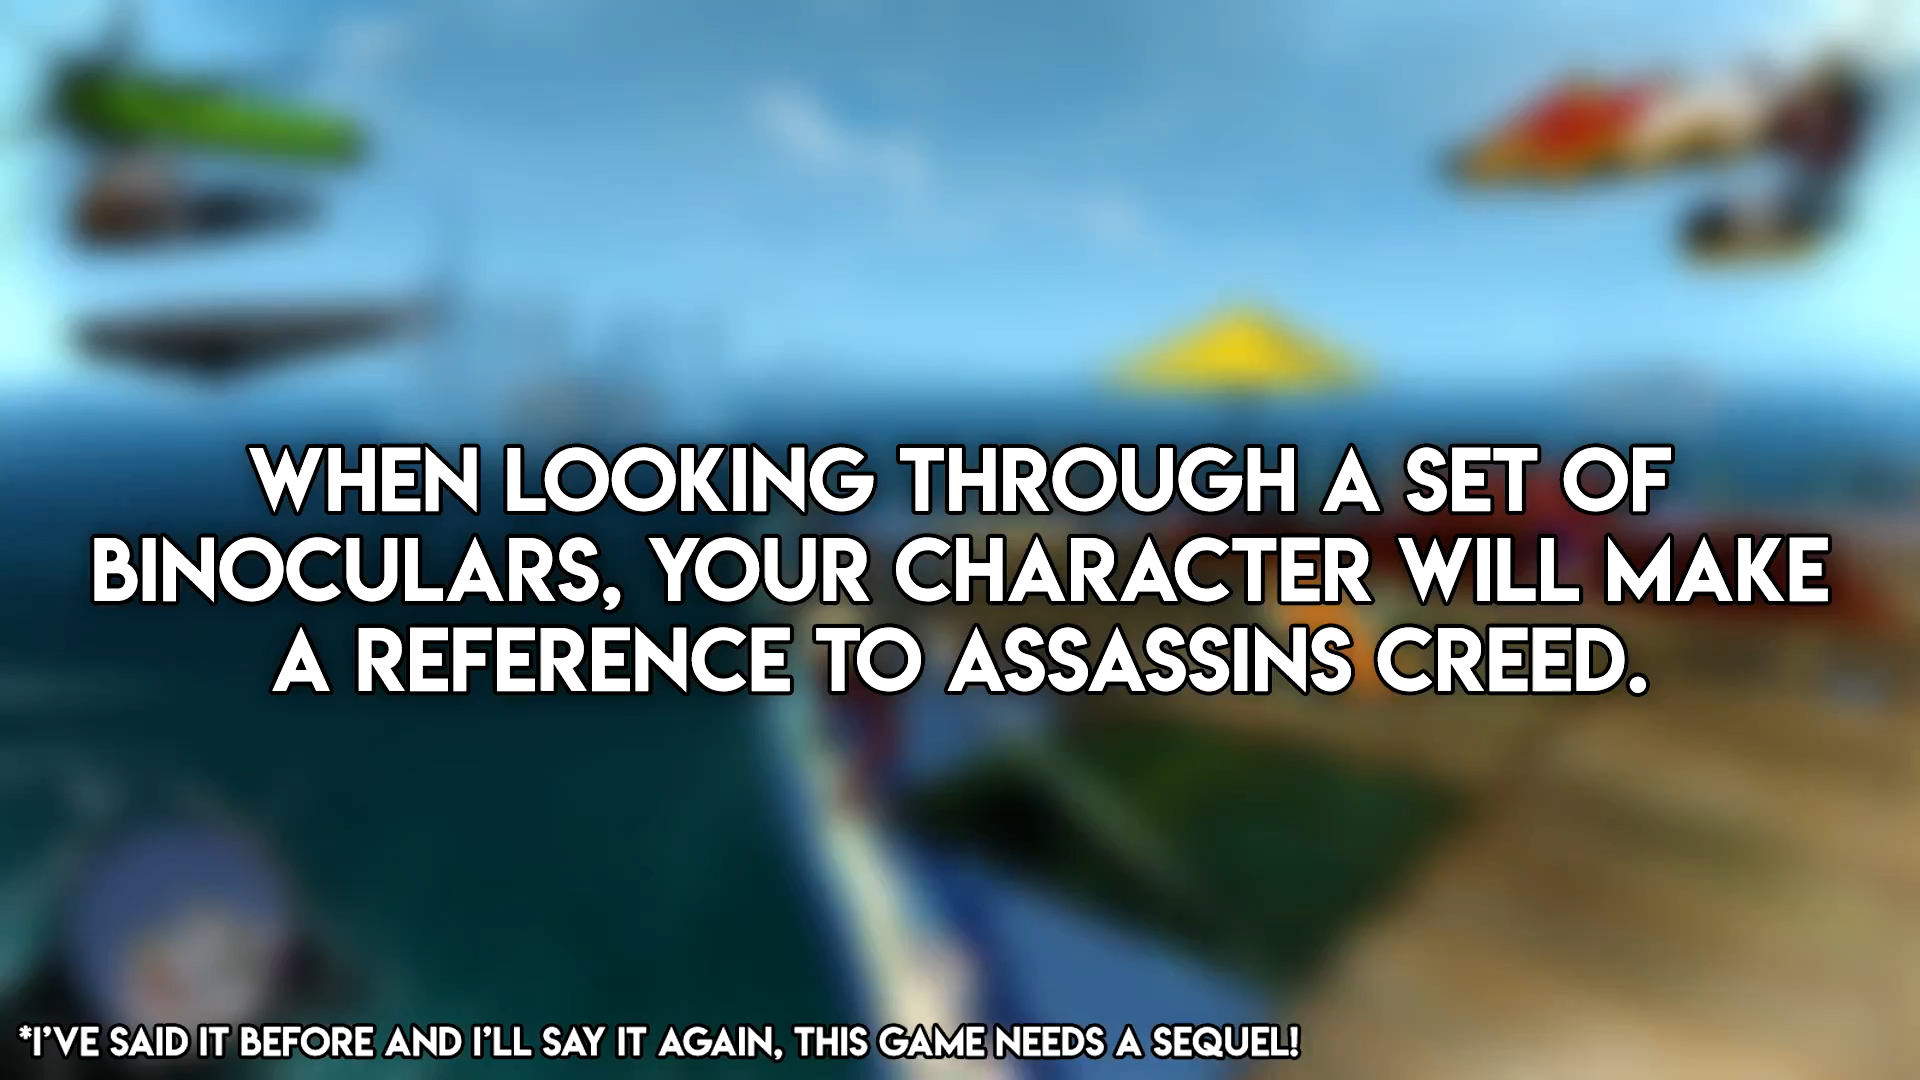 WHEN LOOKING THROUGH A SET OF
BINOCULARS, YOUR CHARACTER WILL MAKE
A REFERENCE TO ASSASSINS CREED.
*I'VE SAID IT BEFORE AND I'LL SAY IT AGAIN, THIS GAME NEEDS A SEQUEL!